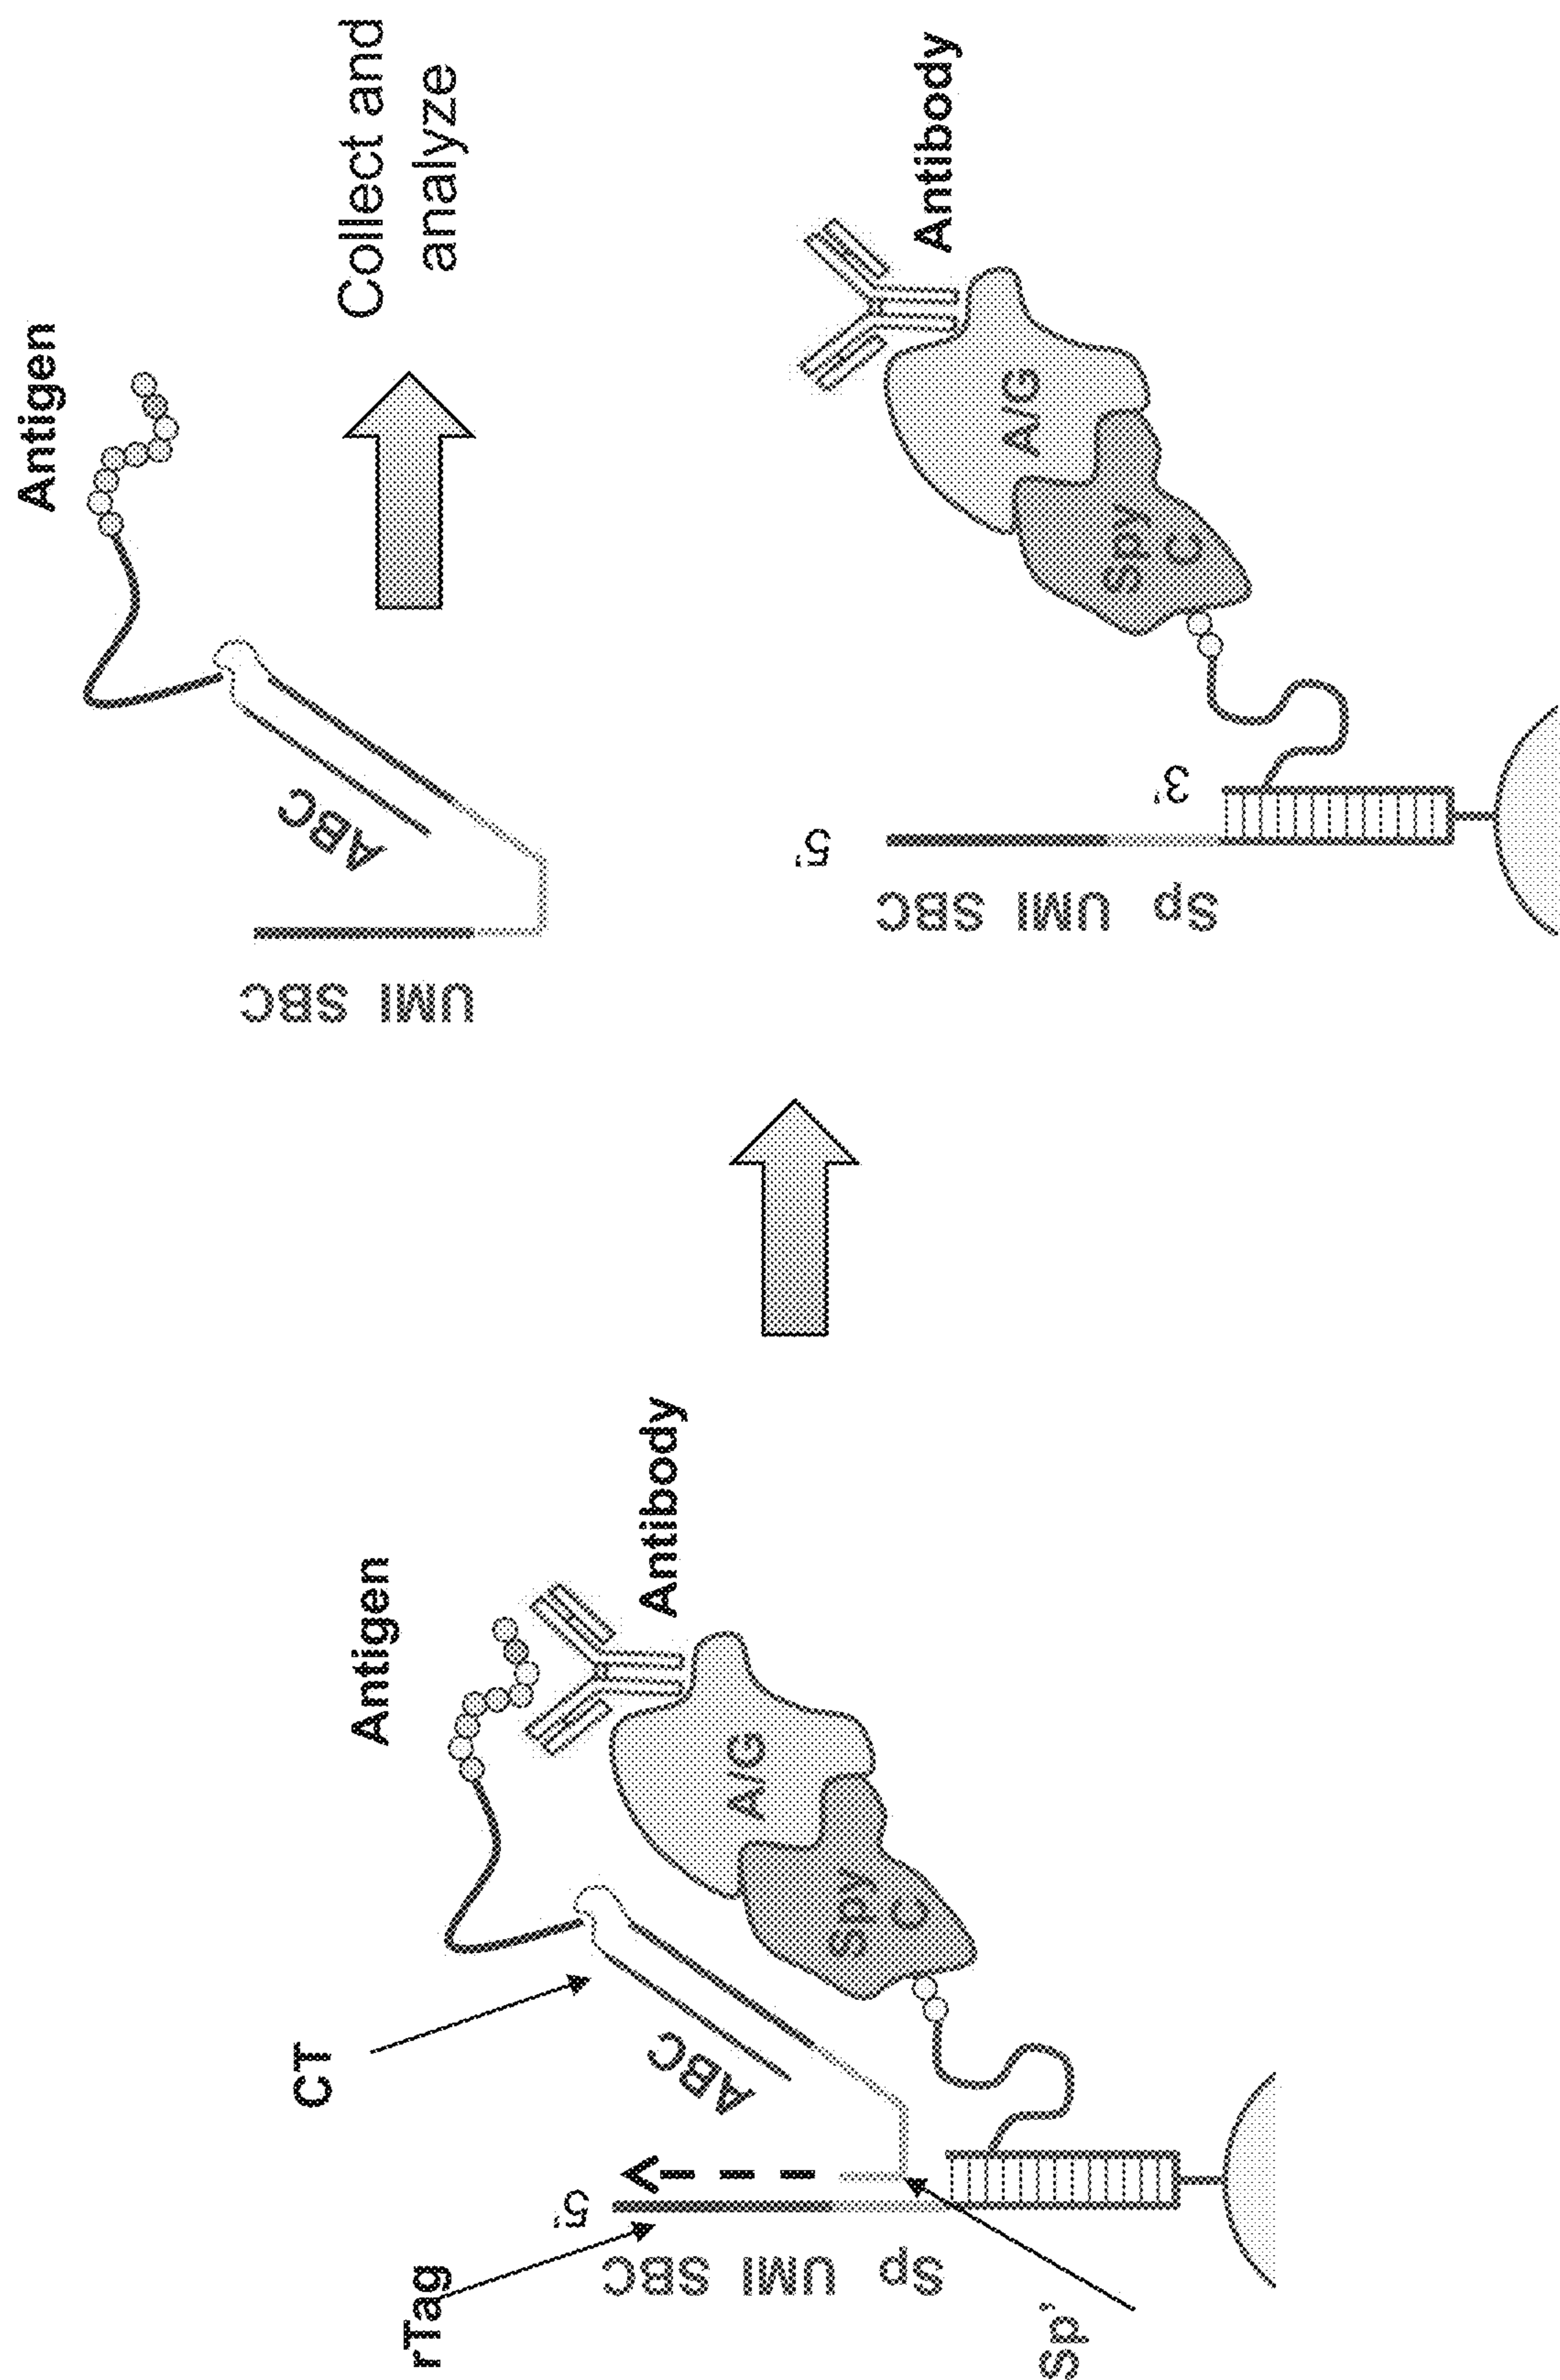 CT
Antigen
rTag
5'
ABC
Sp UMI SBC
Antibody
A/G
Spy
C
Sp'
Antigen
ABC
UMI SBC
Collect and
analyze
5'
Sp UMI SBC
3'
Antibody
A/G
Spy
C